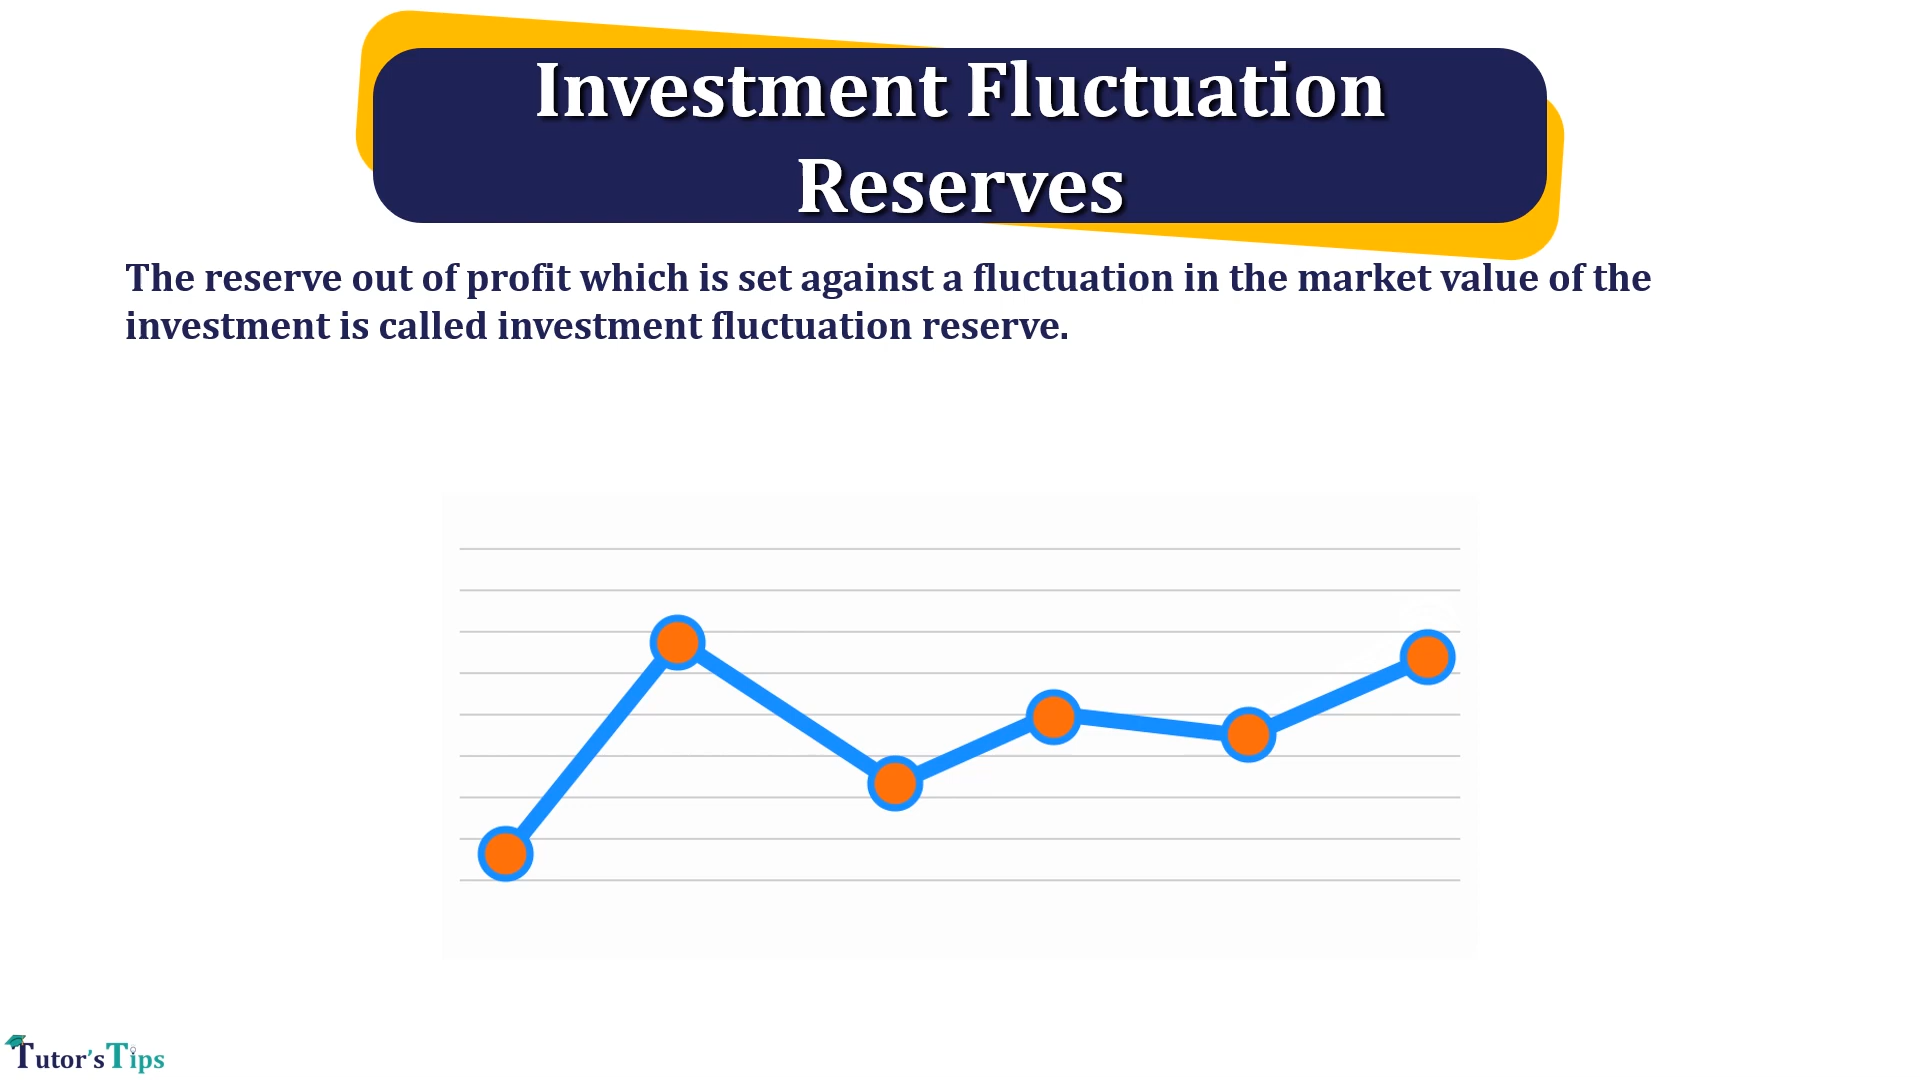 Investment Fluctuation
Reserves
The reserve out of profit which is set against a fluctuation in the market value of the
investment is called investment fluctuation reserve.
Tutor'sTips